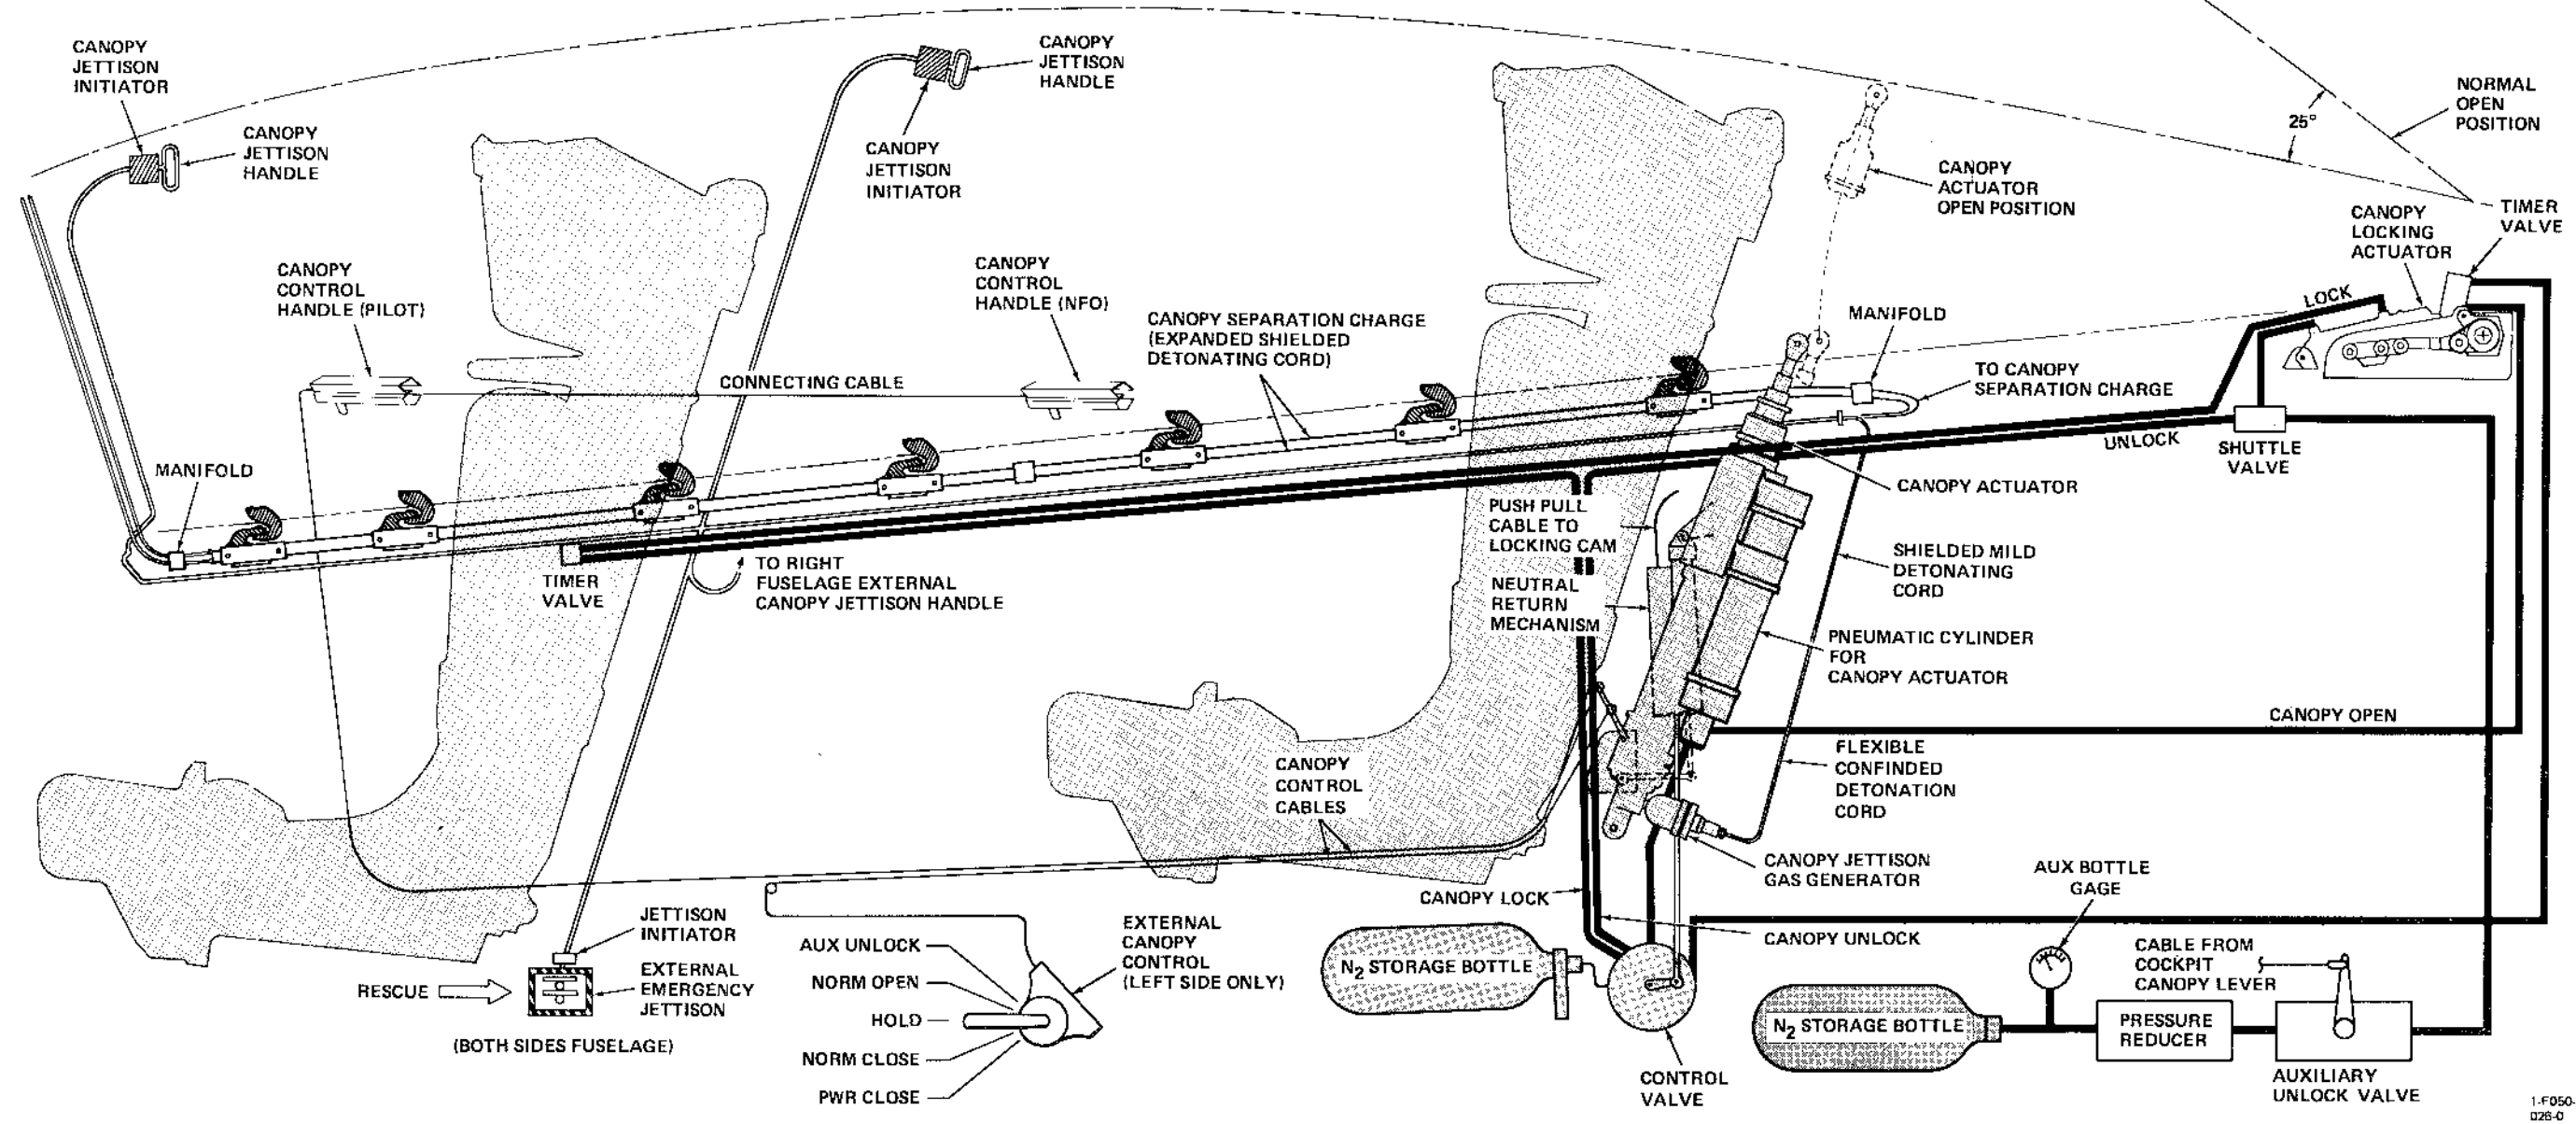 CANOPY
JETTISON
INITIATOR
CANOPY
JETTISON
HANDLE
CANOPY
JETTISON
HANDLE
CANOPY
JETTISON
INITIATOR
NORMAL
OPEN
POSITION
25°
CANOPY
ACTUATOR
OPEN POSITION
CANOPY
LOCKING
ACTUATOR
TIMER
VALVE
CANOPY
CONTROL
HANDLE (PILOT)
CANOPY
CONTROL
HANDLE (NFO)
CONNECTING CABLE
CANOPY SEPARATION CHARGE
(EXPANDED SHIELDED
DETONATING CORD)
MANIFOLD
LOCK
TO CANOPY
SEPARATION CHARGE
UNLOCK
SHUTTLE
VALVE
MANIFOLD
CANOPY ACTUATOR
PUSH PULL
CABLE TO
LOCKING CAM
TIMER
VALVE
TO RIGHT
FUSELAGE EXTERNAL
CANOPY JETTISON HANDLE
NEUTRAL
RETURN
MECHANISM
SHIELDED MILD
DETONATING
CORD
PNEUMATIC CYLINDER
FOR
CANOPY ACTUATOR
CANOPY OPEN
FLEXIBLE
CONFINDED
DETONATION
CORD
CANOPY
CONTROL
CABLES
CANOPY JETTISON
GAS GENERATOR
CANOPY LOCK
CANOPY UNLOCK
AUX BOTTLE
GAGE
JETTISON
INITIATOR
EXTERNAL
EMERGENCY
JETTISON
RESCUE
(BOTH SIDES FUSELAGE)
AUX UNLOCK
NORM OPEN
HOLD
NORM CLOSE
PWR CLOSE
EXTERNAL
CANOPY
CONTROL
(LEFT SIDE ONLY)
N2 STORAGE BOTTLE
CONTROL
VALVE
N2 STORAGE BOTTLE
PRESSURE
REDUCER
CABLE FROM
COCKPIT
CANOPY LEVER
AUXILIARY
UNLOCK VALVE
1-F050-
026-0